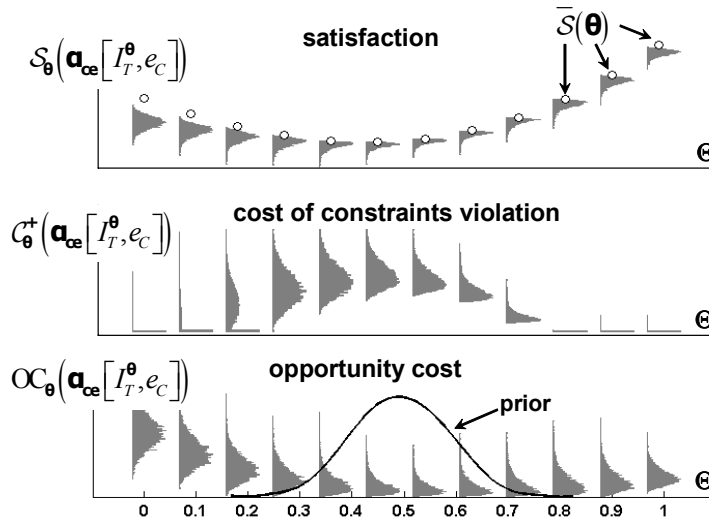 satisfaction
S̄(θ)
S_θ(α_ce[I_T^θ, e_C])
Θ
cost of constraints violation
C_θ^+(α_ce[I_T^θ, e_C])
Θ
opportunity cost
OC_θ(α_ce[I_T^θ, e_C])
prior
Θ
0 0.1 0.2 0.3 0.4 0.5 0.6 0.7 0.8 0.9 1